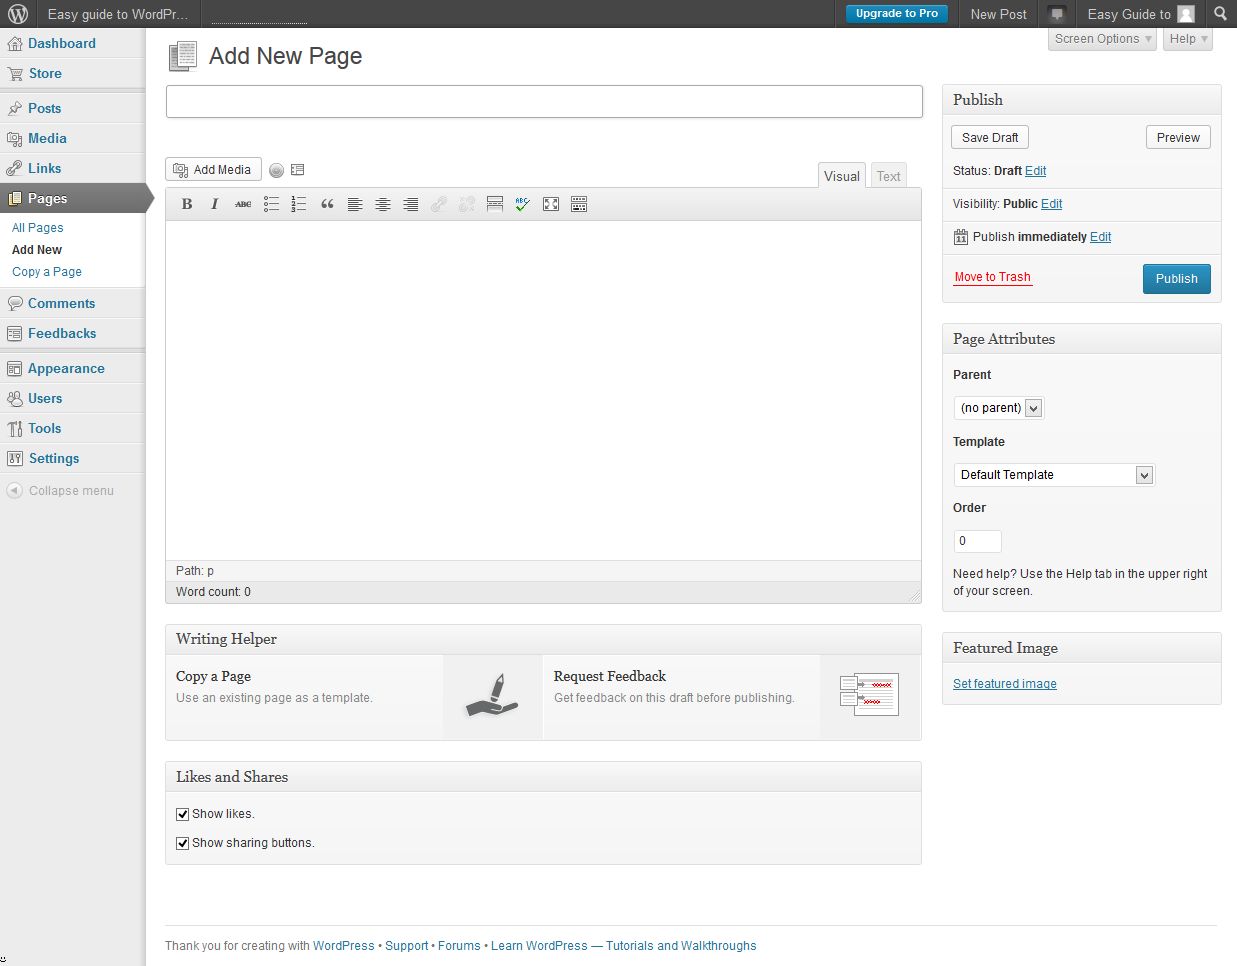 Easy guide to WordPr…
Upgrade to Pro
New Post
Easy Guide to
Screen Options
Help
Dashboard
Store
Posts
Media
Links
Pages
All Pages
Add New
Copy a Page
Comments
Feedbacks
Appearance
Users
Tools
Settings
Collapse menu
Add New Page
Add Media
Visual
Text
B I ABC
ABC
Path: p
Word count: 0
Writing Helper
Copy a Page
Use an existing page as a template.
Request Feedback
Get feedback on this draft before publishing.
Likes and Shares
Show likes.
Show sharing buttons.
Publish
Save Draft
Preview
Status: Draft Edit
Visibility: Public Edit
11 Publish immediately Edit
Move to Trash
Publish
Page Attributes
Parent
(no parent)
Template
Default Template
Order
0
Need help? Use the Help tab in the upper right
of your screen.
Featured Image
Set featured image
Thank you for creating with WordPress • Support • Forums • Learn WordPress — Tutorials and Walkthroughs